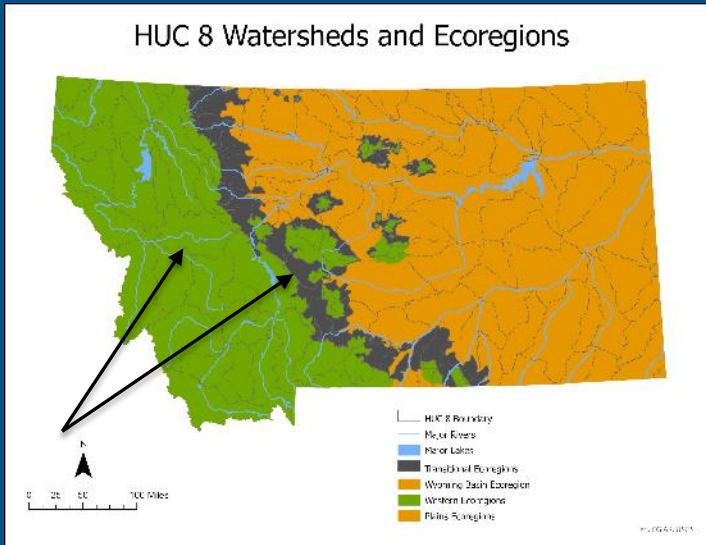 HUC 8 Watersheds and Ecoregions
HUC 8 Boundary
Major Rivers
Major Lakes
Transitional Ecoregions
Wyoming Basin Ecoregion
Western Ecoregions
Plains Ecoregions
N
0 25 50 100 Miles